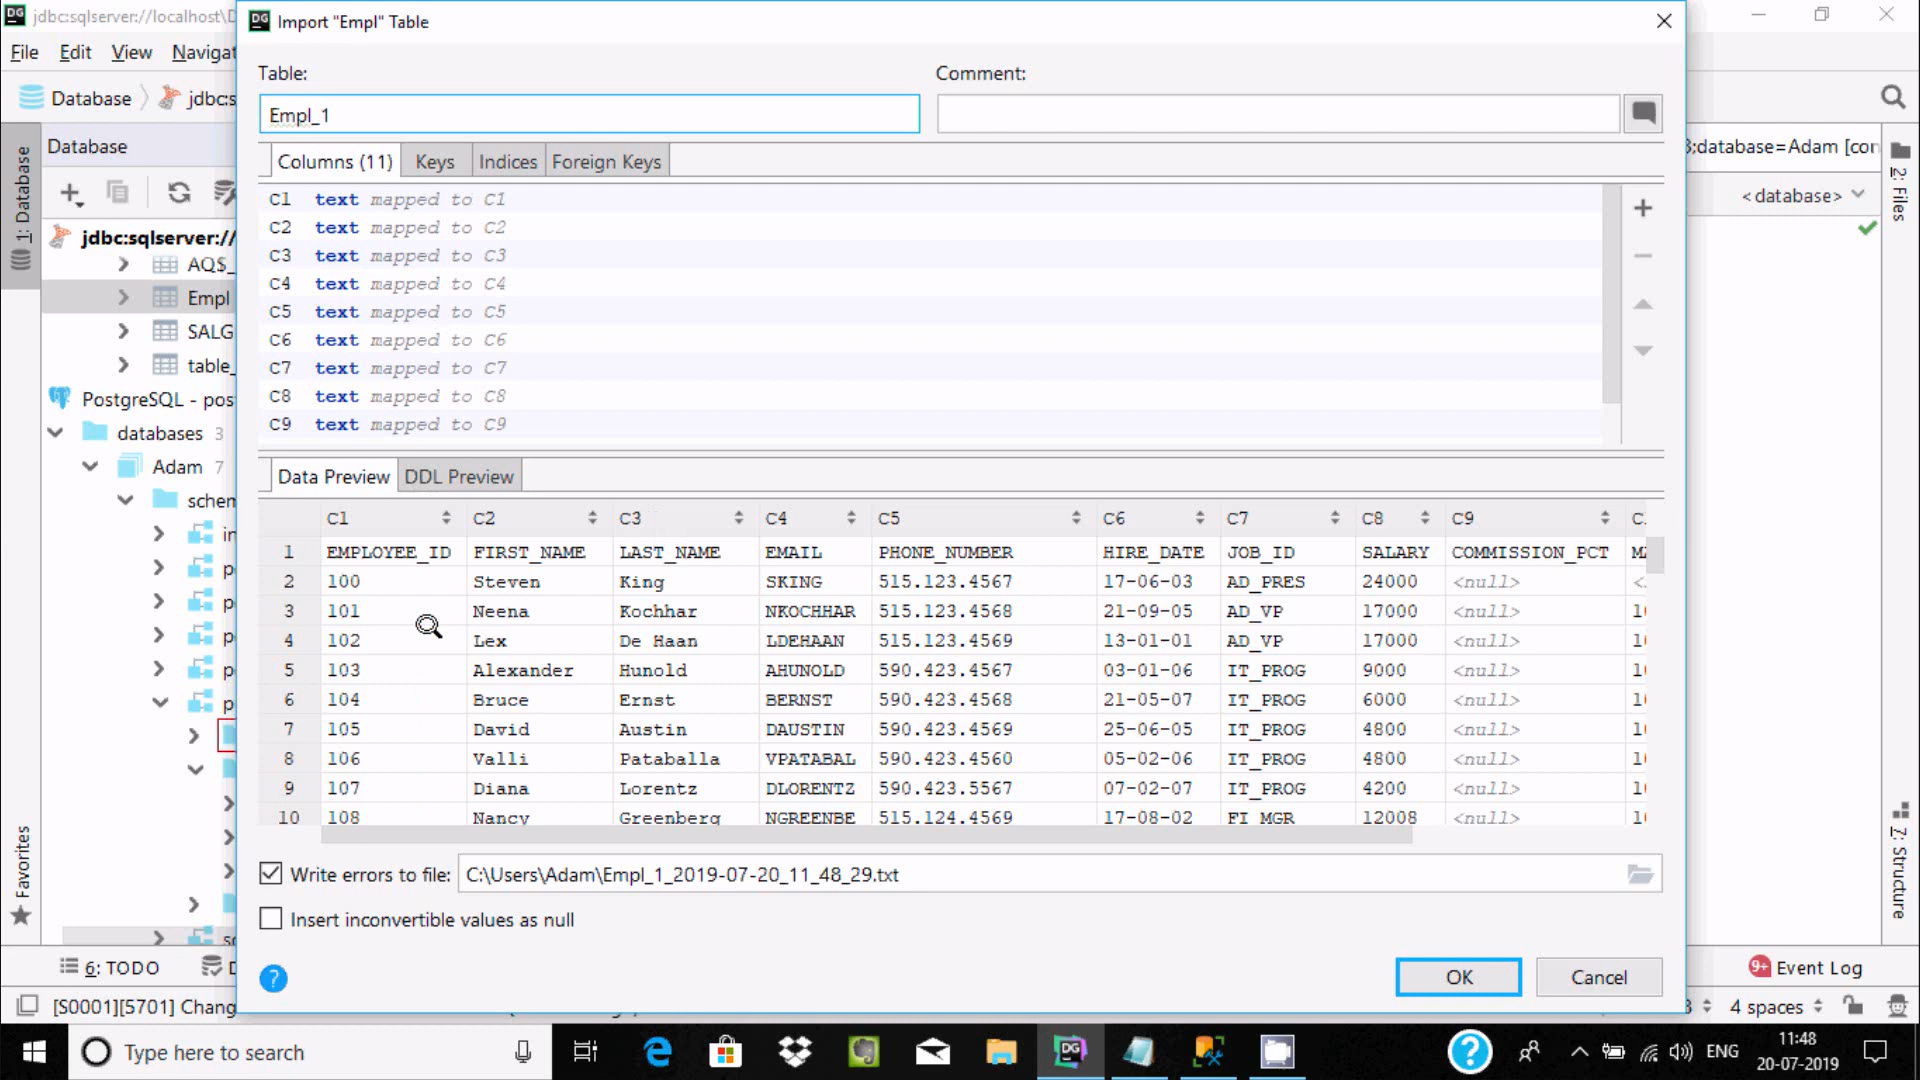 DG jdbc:sqlserver://localhost\D
File Edit View Navigat
Database jdbc:s
1: Database
Database
jdbc:sqlserver://
AQ$_
Empl
SALG
table_
PostgreSQL - pos
databases 3
Adam 7
schem
in
p
p
p
p
p
Favorites
6: TODO
[S0001][5701] Chang
DG Import "Empl" Table
Table:
Comment:
Empl_1
Columns (11) Keys Indices Foreign Keys
C1 text mapped to C1
C2 text mapped to C2
C3 text mapped to C3
C4 text mapped to C4
C5 text mapped to C5
C6 text mapped to C6
C7 text mapped to C7
C8 text mapped to C8
C9 text mapped to C9
Data Preview DDL Preview
C1 C2 C3 C4 C5 C6 C7 C8 C9
1 EMPLOYEE_ID FIRST_NAME LAST_NAME EMAIL PHONE_NUMBER HIRE_DATE JOB_ID SALARY COMMISSION_PCT
2 100 Steven King SKING 515.123.4567 17-06-03 AD_PRES 24000 <null>
3 101 Neena Kochhar NKOCHHAR 515.123.4568 21-09-05 AD_VP 17000 <null>
4 102 Lex De Haan LDEHAAN 515.123.4569 13-01-01 AD_VP 17000 <null>
5 103 Alexander Hunold AHUNOLD 590.423.4567 03-01-06 IT_PROG 9000 <null>
6 104 Bruce Ernst BERNST 590.423.4568 21-05-07 IT_PROG 6000 <null>
7 105 David Austin DAUSTIN 590.423.4569 25-06-05 IT_PROG 4800 <null>
8 106 Valli Pataballa VPATABAL 590.423.4560 05-02-06 IT_PROG 4800 <null>
9 107 Diana Lorentz DLORENTZ 590.423.5567 07-02-07 IT_PROG 4200 <null>
10 108 Nancy Greenberg NGREENBE 515.124.4569 17-08-02 FI_MGR 12008 <null>
Write errors to file: C:\Users\Adam\Empl_1_2019-07-20_11_48_29.txt
Insert inconvertible values as null
?
OK Cancel
;database=Adam [con
<database>
2: Files
7: Structure
9+ Event Log
4 spaces
Type here to search
DG
?
ENG
11:48
20-07-2019